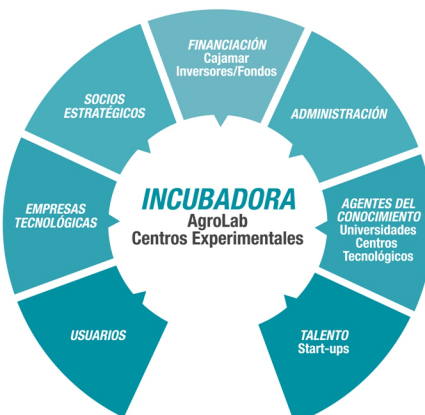 FINANCIACIÓN
Cajamar
Inversores/Fondos
SOCIOS
ESTRATÉGICOS
ADMINISTRACIÓN
EMPRESAS
TECNOLÓGICAS
INCUBADORA
AgroLab
Centros Experimentales
AGENTES DEL
CONOCIMIENTO
Universidades
Centros
Tecnológicos
USUARIOS
TALENTO
Start-ups